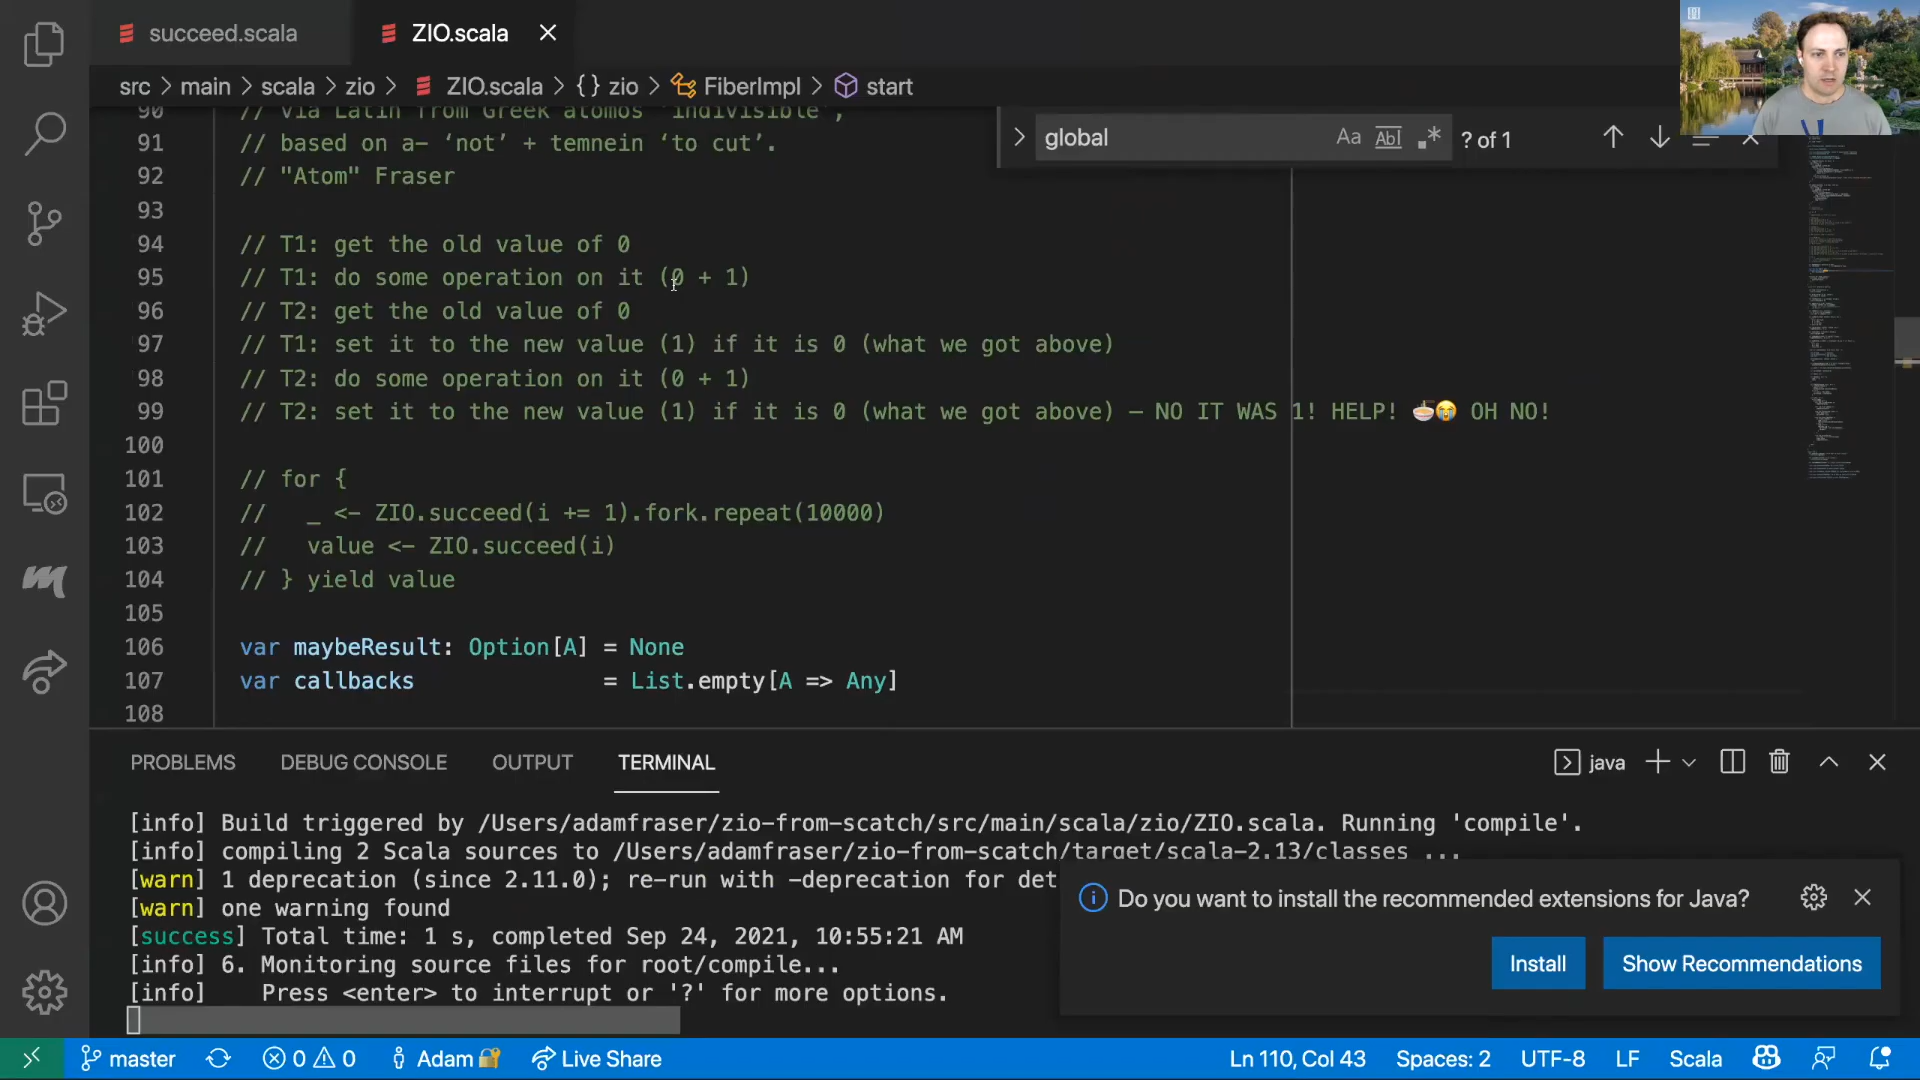 succeed.scala
ZIO.scala
src > main > scala > zio > ZIO.scala > {} zio > FiberImpl > start
global
Aa Abl .* ? of 1
90 // via Latin from Greek atomos 'indivisible',
91 // based on a- ‘not’ + temnein ‘to cut’.
92 // "Atom" Fraser
93
94 // T1: get the old value of 0
95 // T1: do some operation on it (0 + 1)
96 // T2: get the old value of 0
97 // T1: set it to the new value (1) if it is 0 (what we got above)
98 // T2: do some operation on it (0 + 1)
99 // T2: set it to the new value (1) if it is 0 (what we got above) — NO IT WAS 1! HELP! 🍜😭 OH NO!
100
101 // for {
102 //   _ <- ZIO.succeed(i += 1).fork.repeat(10000)
103 //   value <- ZIO.succeed(i)
104 // } yield value
105
106 var maybeResult: Option[A] = None
107 var callbacks = List.empty[A => Any]
108
PROBLEMS DEBUG CONSOLE OUTPUT TERMINAL java
[info] Build triggered by /Users/adamfraser/zio-from-scatch/src/main/scala/zio/ZIO.scala. Running 'compile'.
[info] compiling 2 Scala sources to /Users/adamfraser/zio-from-scatch/target/scala-2.13/classes ...
[warn] 1 deprecation (since 2.11.0); re-run with -deprecation for det
[warn] one warning found
[success] Total time: 1 s, completed Sep 24, 2021, 10:55:21 AM
[info] 6. Monitoring source files for root/compile...
[info]    Press <enter> to interrupt or '?' for more options.
Do you want to install the recommended extensions for Java?
Install
Show Recommendations
master 0 0 Adam 🔐 Live Share Ln 110, Col 43 Spaces: 2 UTF-8 LF Scala